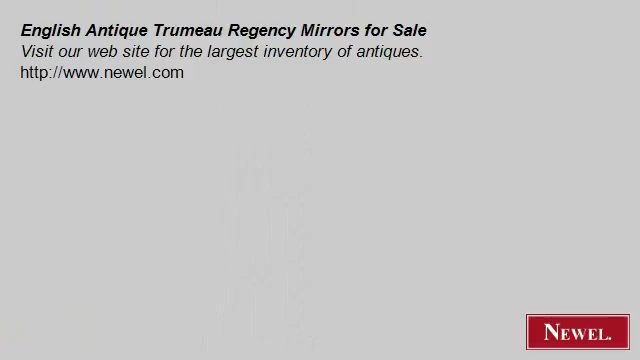 English Antique Trumeau Regency Mirrors for Sale
Visit our web site for the largest inventory of antiques.
http://www.newel.com
NEWEL.